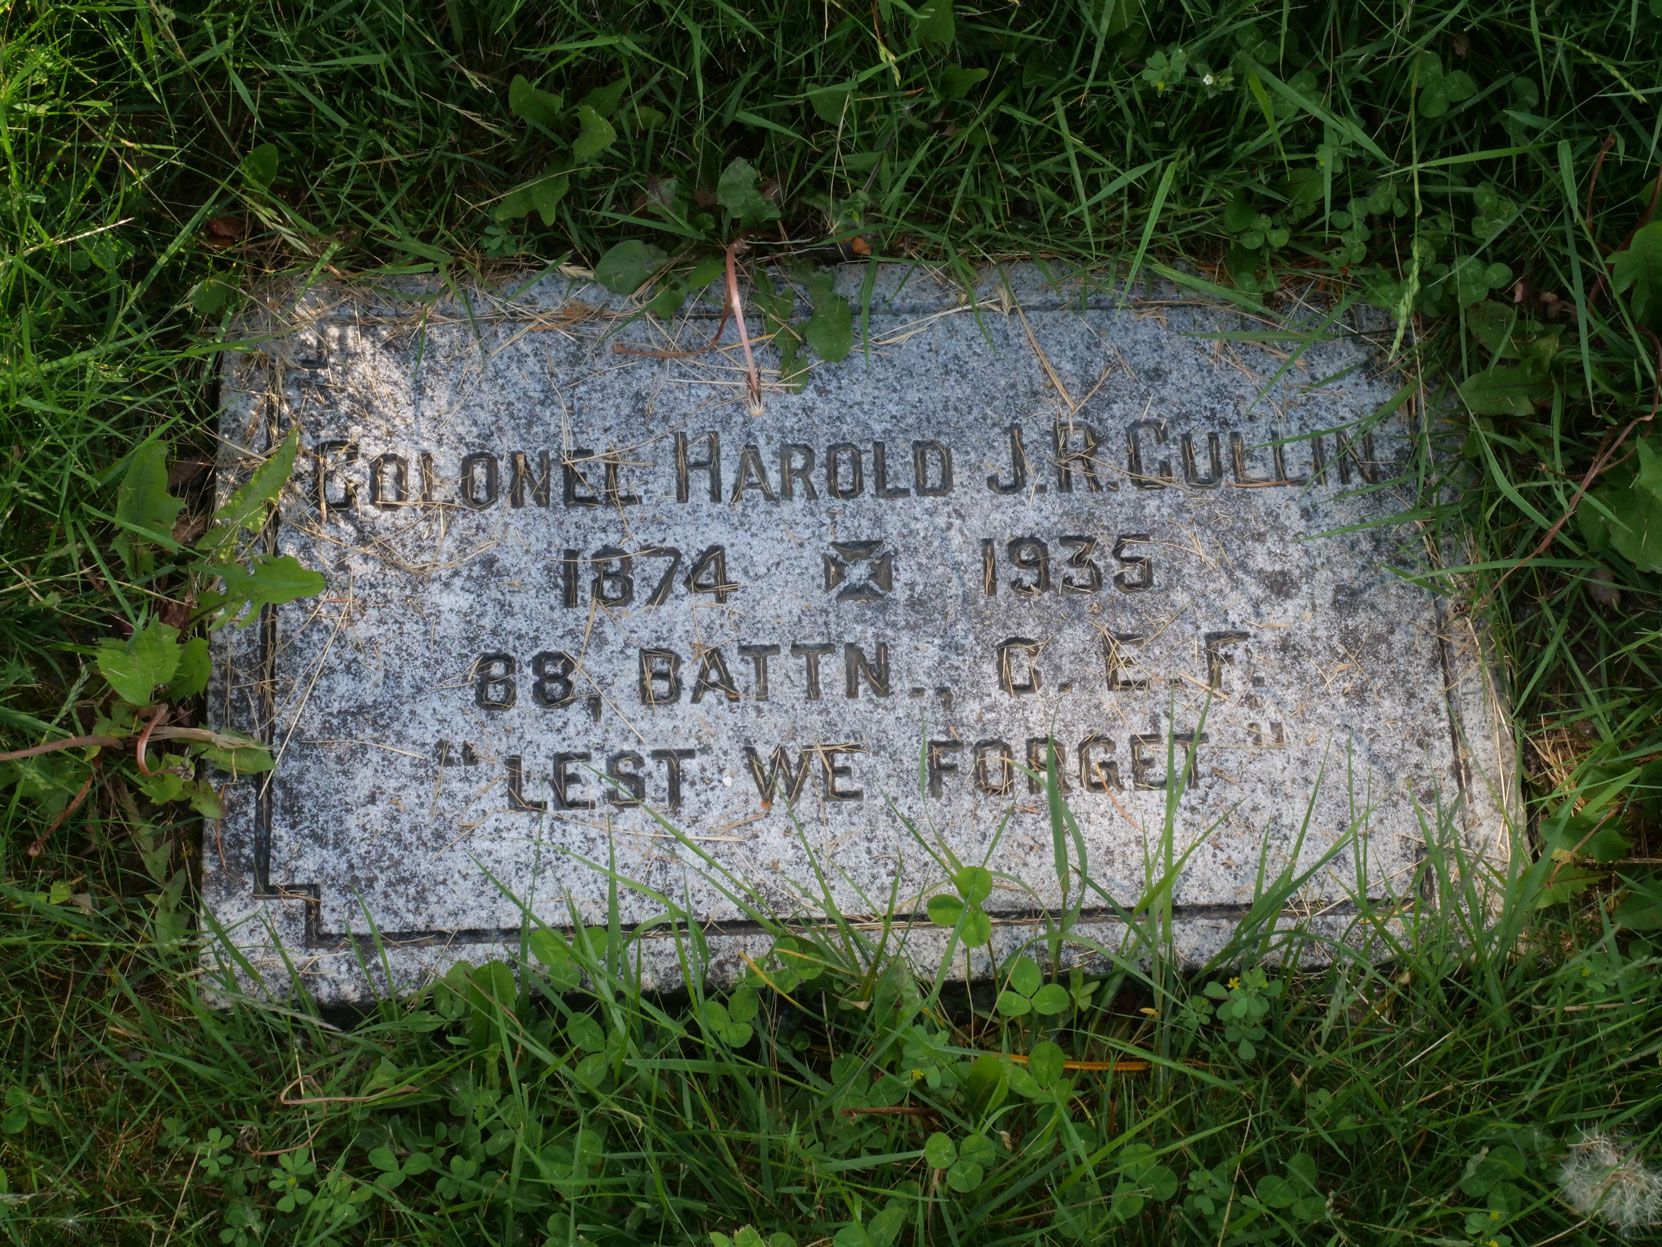 COLONEL HAROLD J.R. CULLIN
1874 1935
88, BATTN., C. E. F.
"LEST WE FORGET"